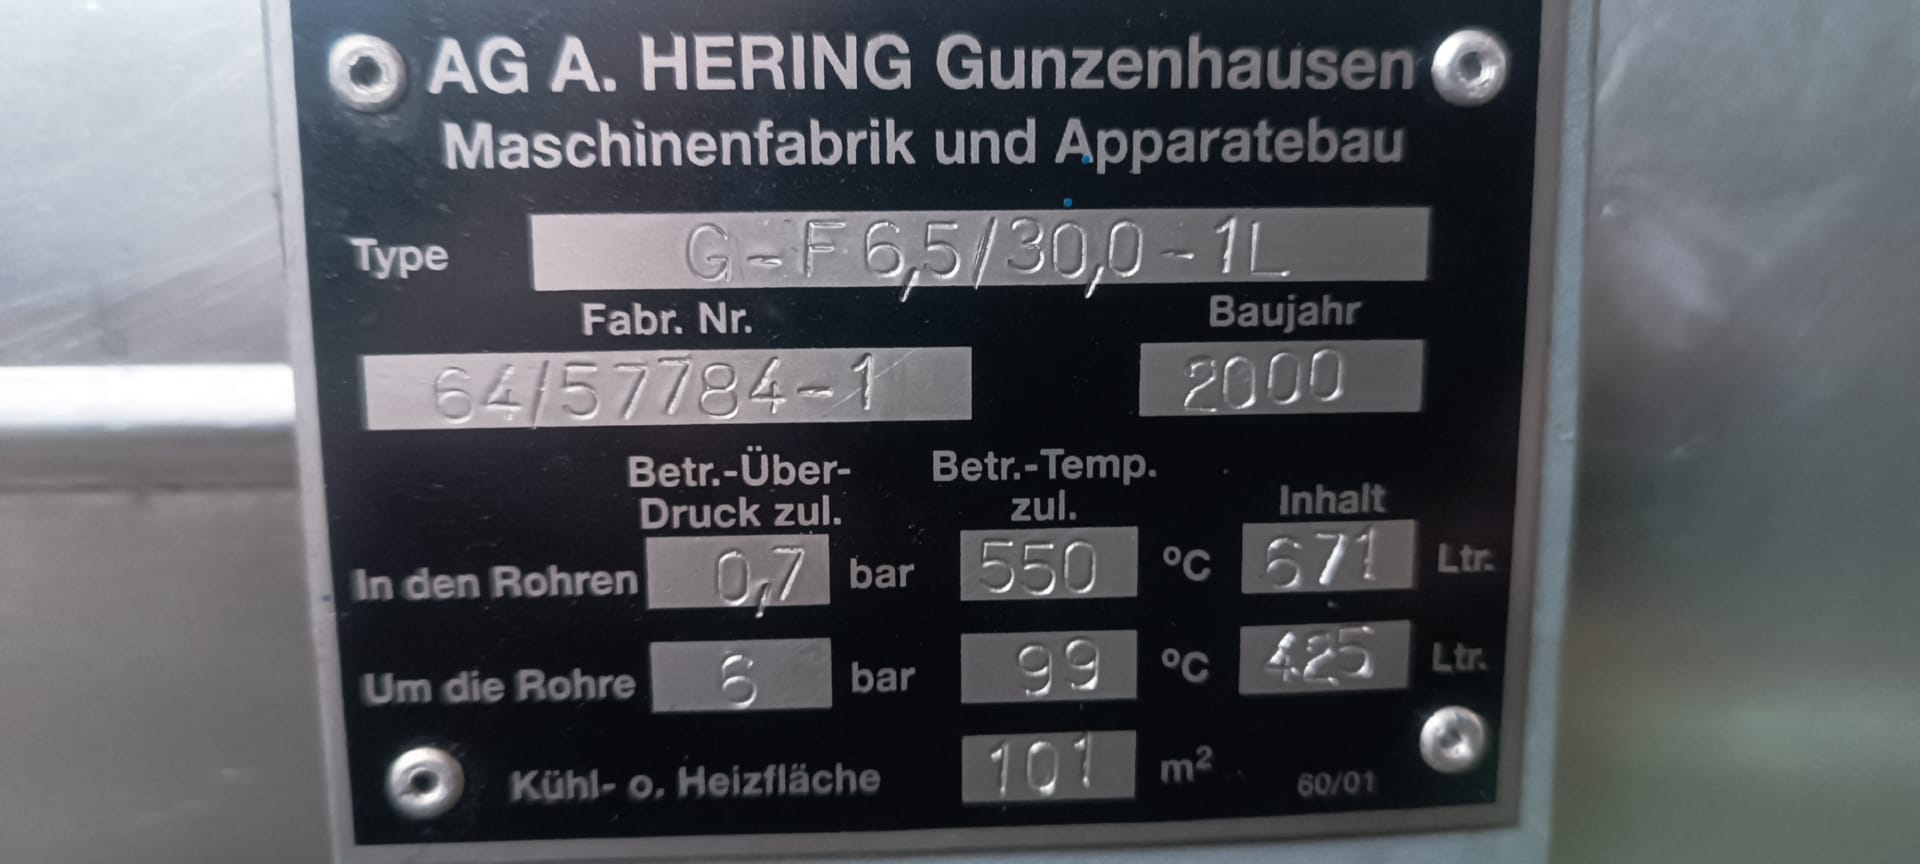 AG A. HERING Gunzenhausen
Maschinenfabrik und Apparatebau
Type G-F 6,5/30,0-1L
Fabr. Nr. Baujahr
64/57784-1 2000
Betr.-Über- Betr.-Temp.
Druck zul. zul. Inhalt
In den Rohren 0,7 bar 550 °C 671 Ltr.
Um die Rohre 6 bar 99 °C 425 Ltr.
Kühl- o. Heizfläche 101 m² 60/01